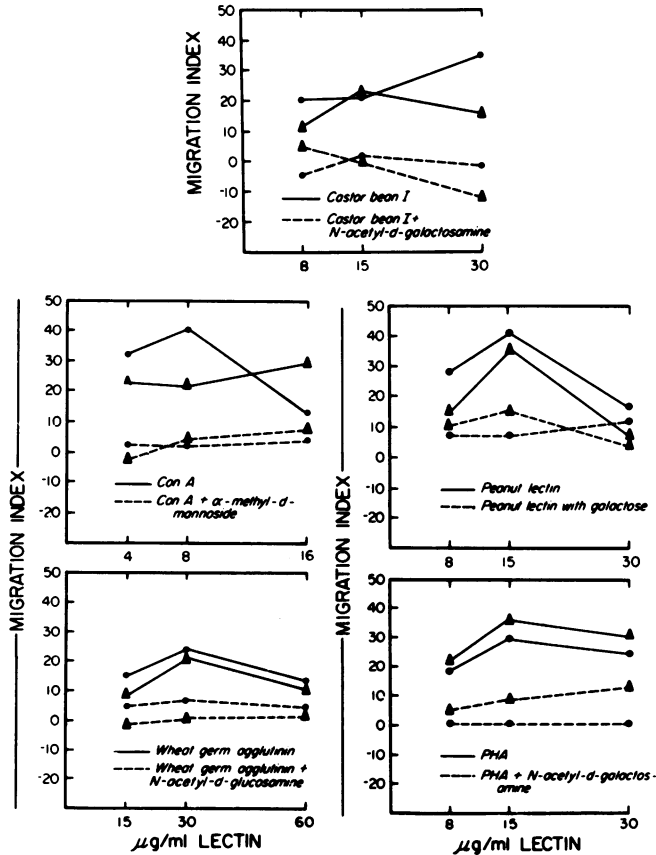 50
40
30
20
10
0
-10
-20
MIGRATION INDEX
Castor bean I
Castor bean I +
N-acetyl-d-galactosamine
8 15 30
50
40
30
20
10
0
-10
-20
Con A
Con A + α-methyl-d-
mannoside
4 8 16
MIGRATION INDEX
50
40
30
20
10
0
-10
-20
Peanut lectin
Peanut lectin with galactose
8 15 30
MIGRATION INDEX
50
40
30
20
10
0
-10
-20
Wheat germ agglutinin
Wheat germ agglutinin +
N-acetyl-d-glucosamine
15 30 60
μg/ml LECTIN
50
40
30
20
10
0
-10
-20
PHA
PHA + N-acetyl-d-galactos-
amine
8 15 30
μg/ml LECTIN